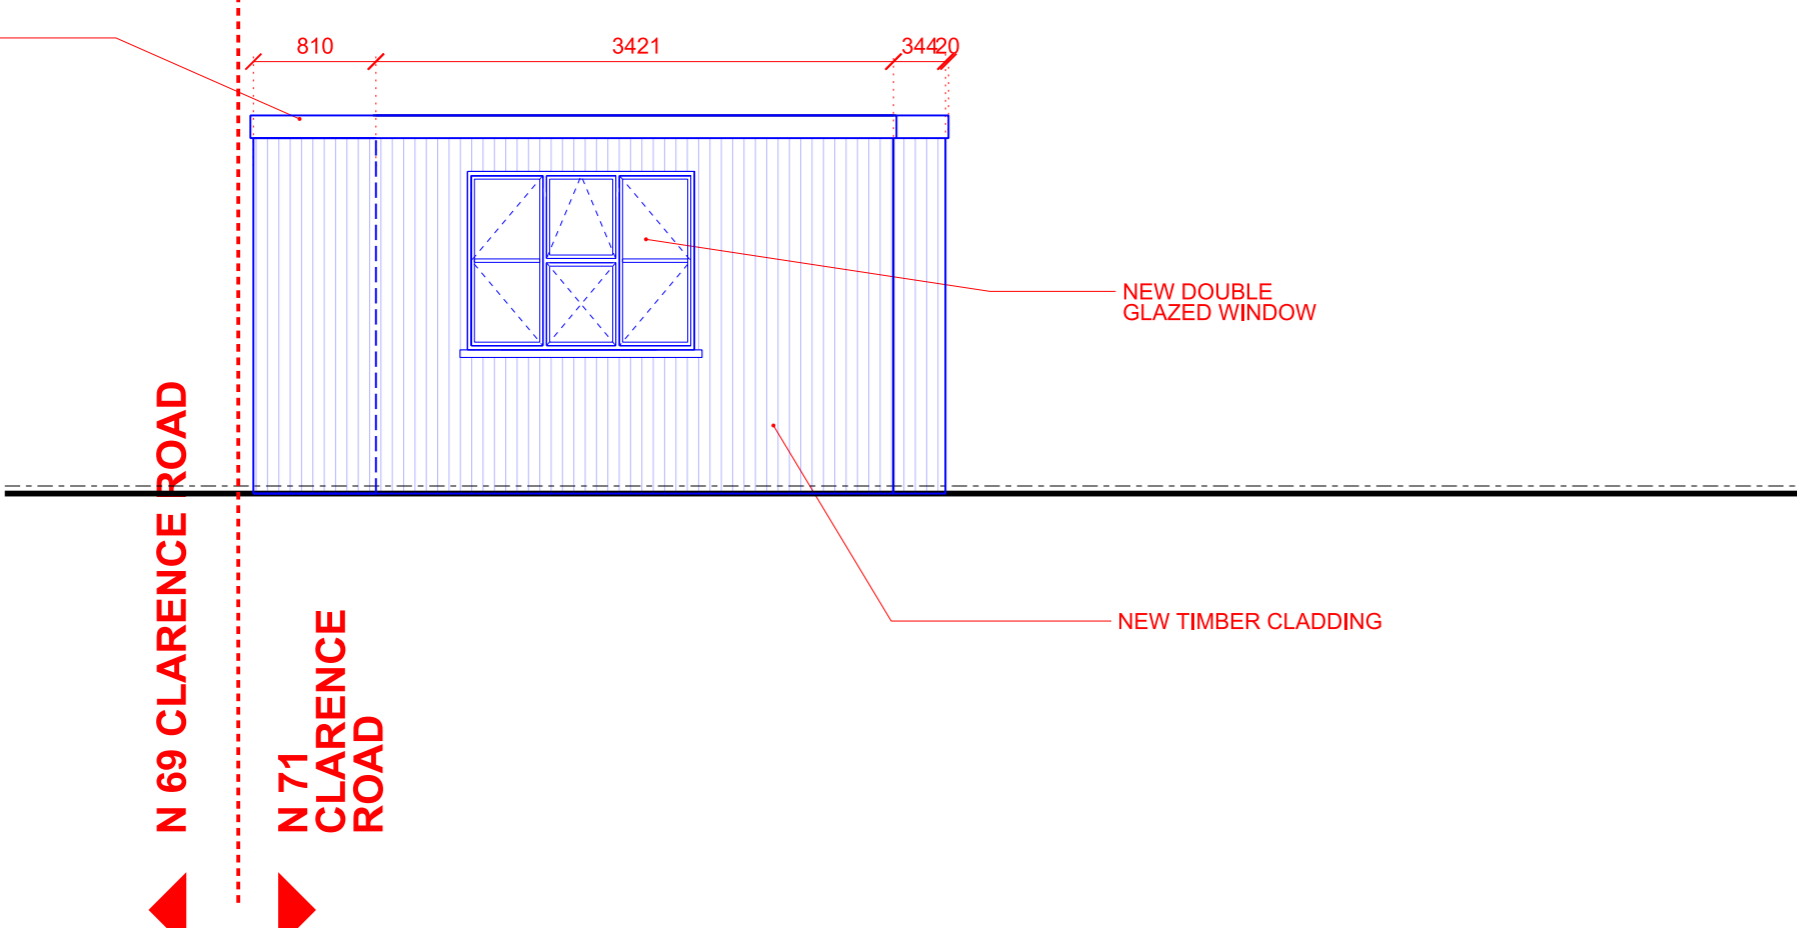 810
3421
344
20
NEW DOUBLE
GLAZED WINDOW
NEW TIMBER CLADDING
N 69 CLARENCE ROAD
N 71
CLARENCE
ROAD